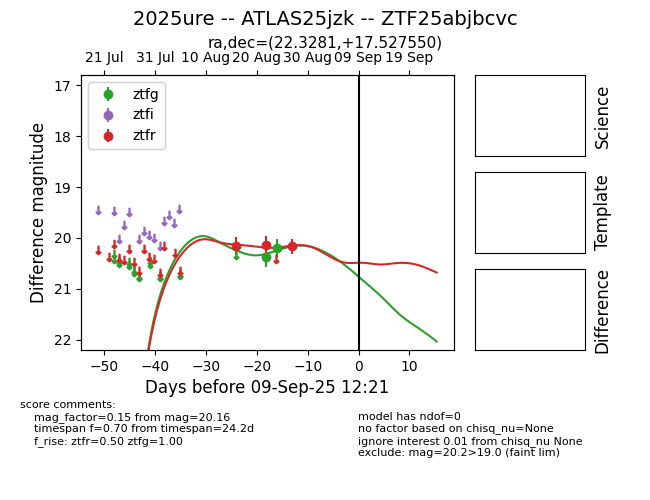 2025ure -- ATLAS25jzk -- ZTF25abjbcvc
ra,dec=(22.3281,+17.527550)
21 Jul 31 Jul 10 Aug 20 Aug 30 Aug 09 Sep 19 Sep
17
18
19
20
21
22
Difference magnitude
ztfg
ztfi
ztfr
−50 −40 −30 −20 −10 0 10
Days before 09-Sep-25 12:21
Science
Template
Difference
score comments:
mag_factor=0.15 from mag=20.16
timespan f=0.70 from timespan=24.2d
f_rise: ztfr=0.50 ztfg=1.00
model has ndof=0
no factor based on chisq_nu=None
ignore interest 0.01 from chisq_nu None
exclude: mag=20.2>19.0 (faint lim)